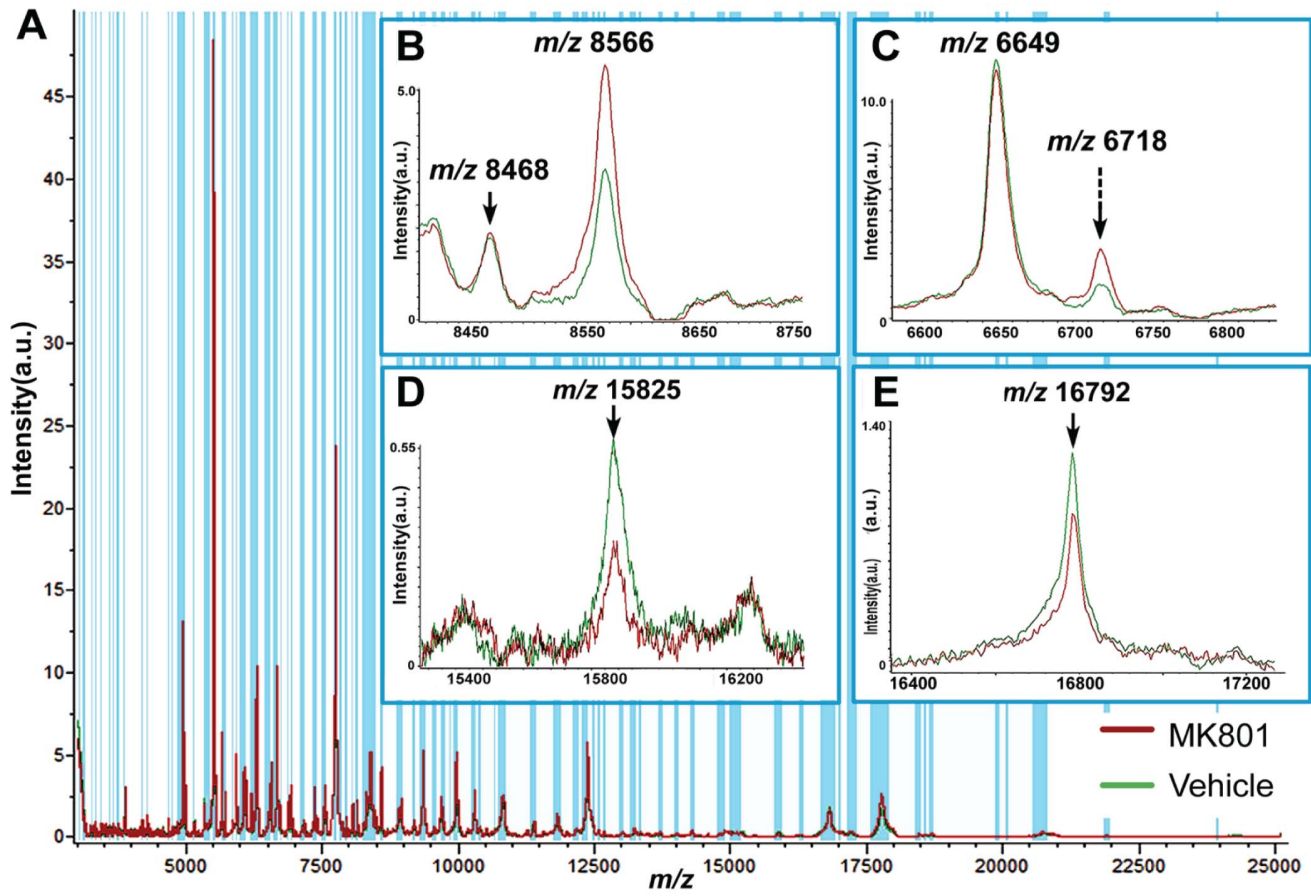 A
Intensity(a.u.)
45
40
35
30
25
20
15
10
5
0
5000 7500 10000 12500 15000 17500 20000 22500 25000
m/z
B
m/z 8566
m/z 8468
Intensity(a.u.)
5.0
0
8450 8550 8650 8750
C
m/z 6649
m/z 6718
Intensity(a.u.)
10.0
0
6600 6650 6700 6750 6800
D
m/z 15825
Intensity(a.u.)
0.55
0
15400 15800 16200
E
m/z 16792
1.40
(a.u.)
Intensity(a.u.)
0
16400 16800 17200
MK801
Vehicle